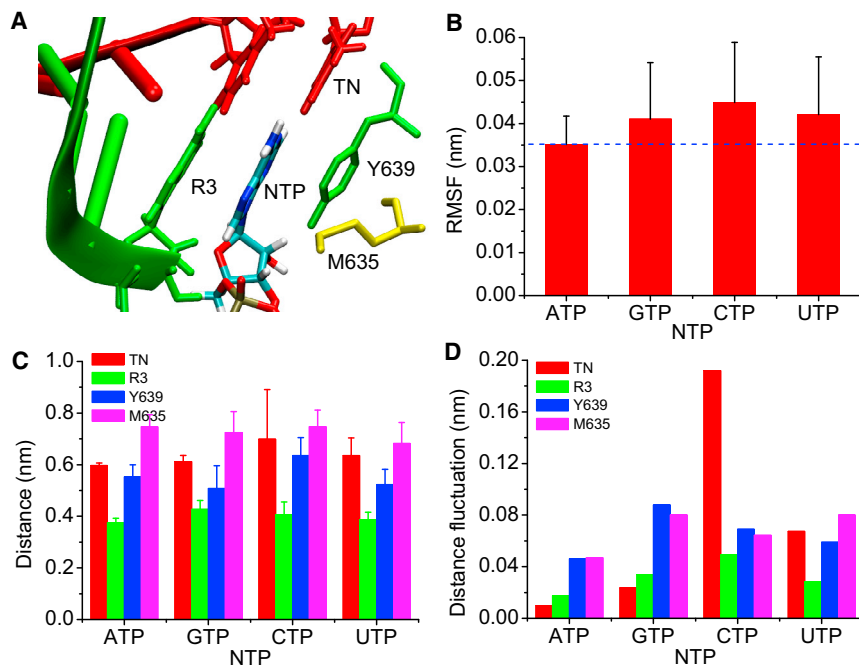 A
TN
Y639
R3
NTP
M635
B
RMSF (nm)
0.06
0.05
0.04
0.03
0.02
0.01
0.00
ATP GTP CTP UTP
NTP
C
Distance (nm)
1.0
0.8
0.6
0.4
0.2
0.0
TN
R3
Y639
M635
ATP GTP CTP UTP
NTP
D
Distance fluctuation (nm)
0.20
0.16
0.12
0.08
0.04
0.00
TN
R3
Y639
M635
ATP GTP CTP UTP
NTP